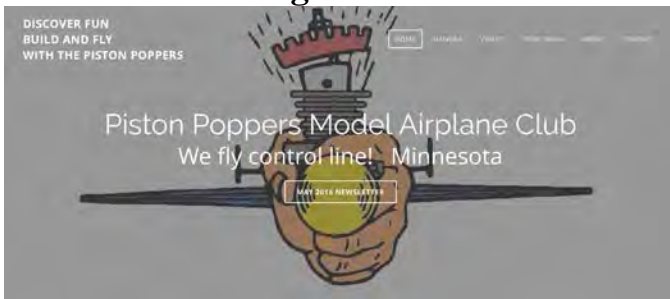 DISCOVER FUN
BUILD AND FLY
WITH THE PISTON POPPERS
HOME
Piston Poppers Model Airplane Club
We fly control line! Minnesota
MAY 2016 NEWSLETTER